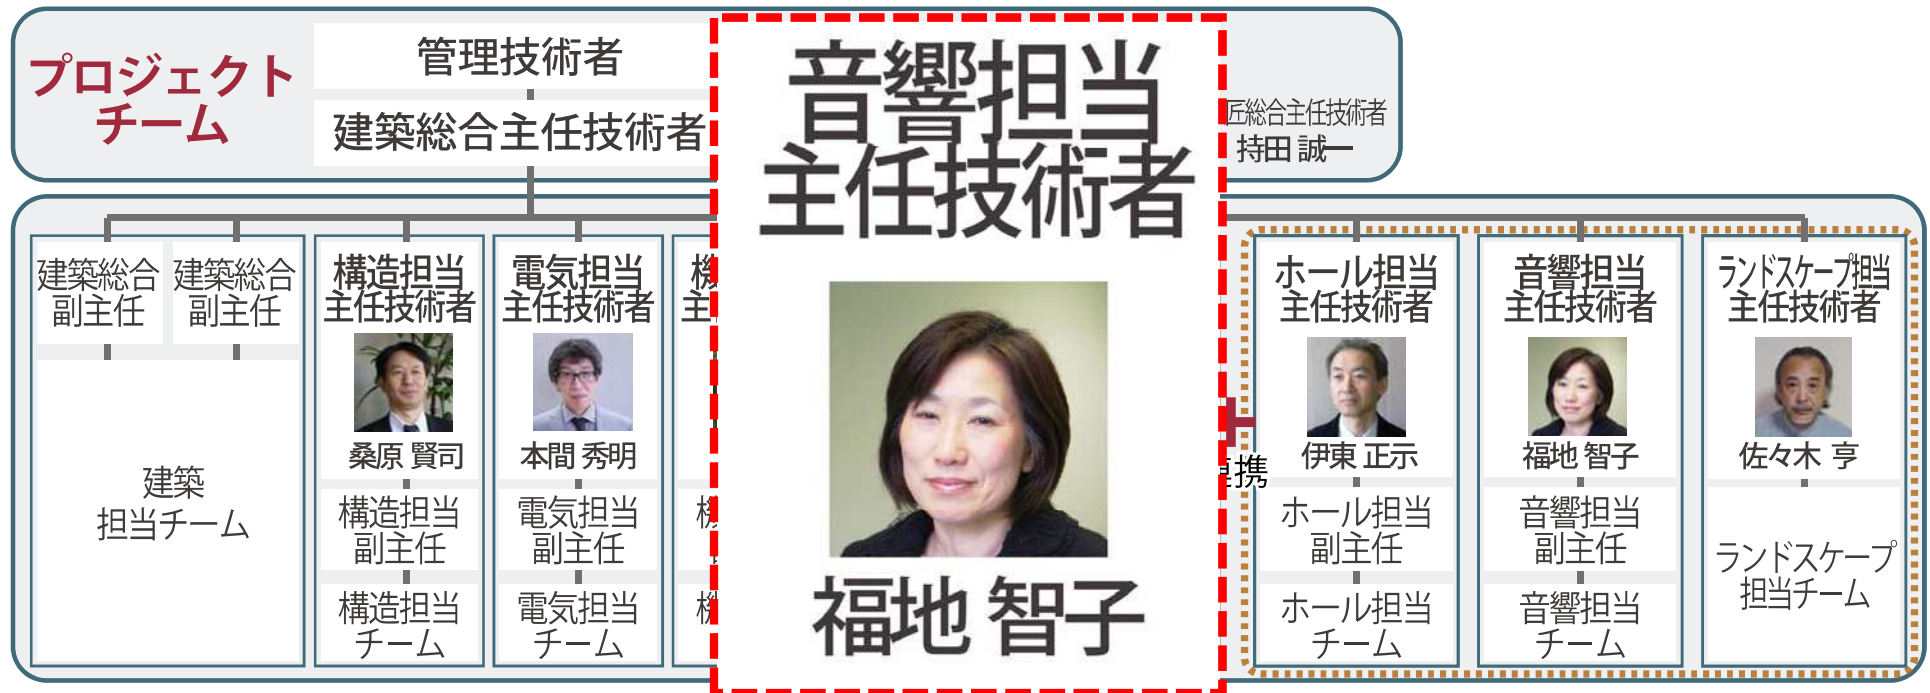 プロジェクト
チーム
管理技術者
建築総合主任技術者
匠総合主任技術者
持田 誠一
音響担当
主任技術者
福地 智子
建築総合
副主任
建築総合
副主任
建築
担当チーム
構造担当
主任技術者
桑原 賢司
構造担当
副主任
構造担当
チーム
電気担当
主任技術者
本間 秀明
電気担当
副主任
電気担当
チーム
機
主
機
機
連携
ホール担当
主任技術者
伊東 正示
ホール担当
副主任
ホール担当
チーム
音響担当
主任技術者
福地 智子
音響担当
副主任
音響担当
チーム
ランドスケープ担当
主任技術者
佐々木 亨
ランドスケープ
担当チーム